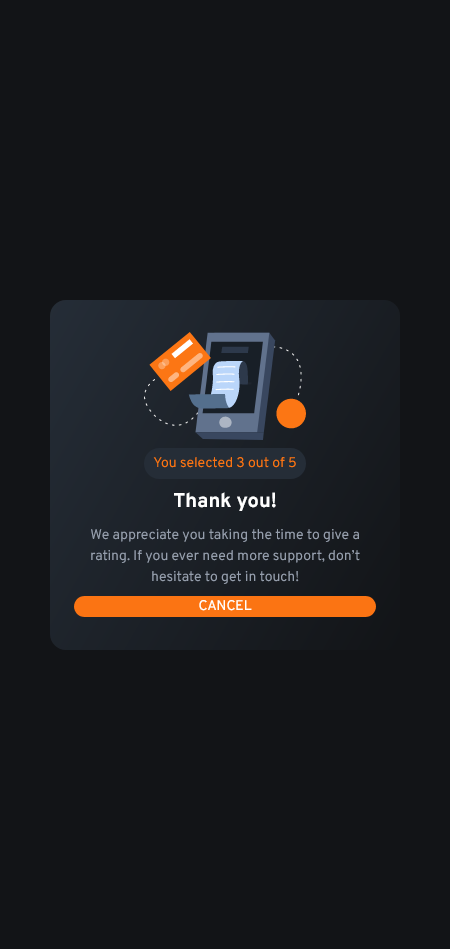 You selected 3 out of 5
Thank you!
We appreciate you taking the time to give a
rating. If you ever need more support, don’t
hesitate to get in touch!
CANCEL